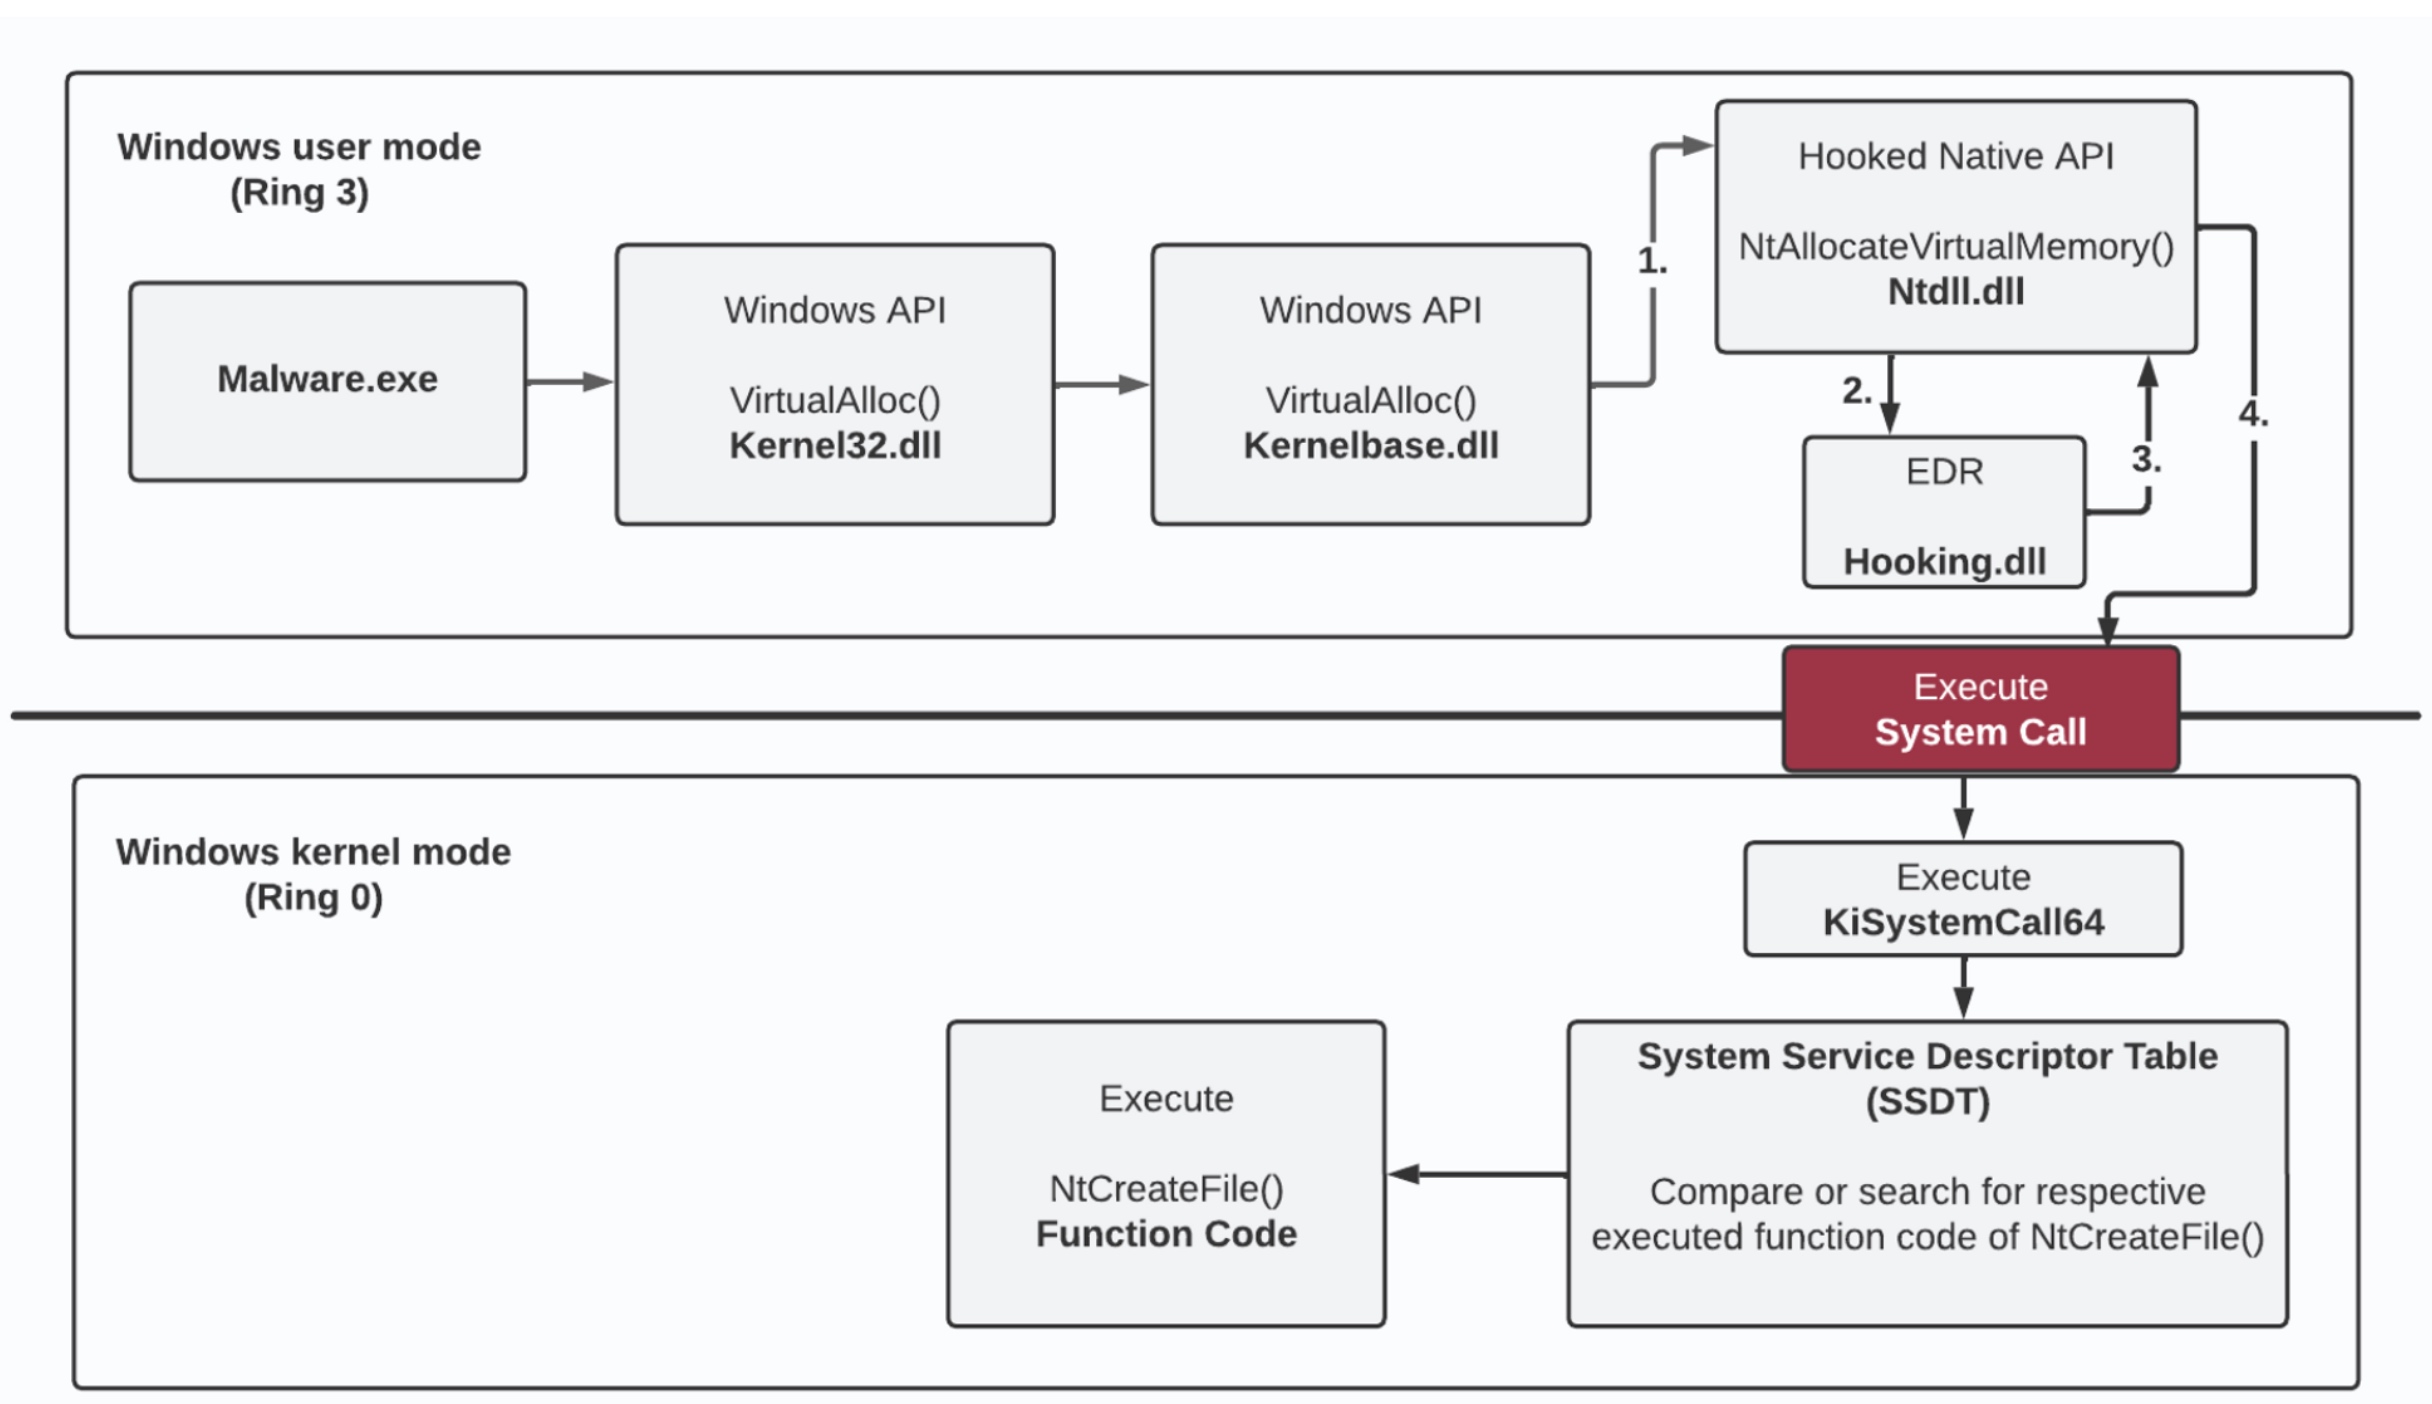 Windows user mode
(Ring 3)
Malware.exe
Windows API
VirtualAlloc()
Kernel32.dll
Windows API
VirtualAlloc()
Kernelbase.dll
1.
Hooked Native API
NtAllocateVirtualMemory()
Ntdll.dll
2.
EDR
Hooking.dll
3.
4.
Execute
System Call
Windows kernel mode
(Ring 0)
Execute
KiSystemCall64
System Service Descriptor Table
(SSDT)
Compare or search for respective
executed function code of NtCreateFile()
Execute
NtCreateFile()
Function Code